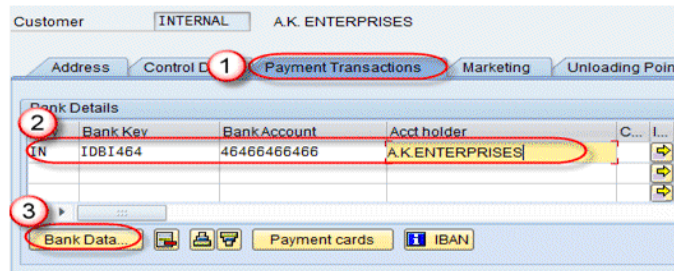 Customer INTERNAL A.K. ENTERPRISES
Address Control D 1 Payment Transactions Marketing Unloading Poin
Bank Details
2 Bank Key Bank Account Acct holder C... I...
IN IDBI464 46466466466 A.K.ENTERPRISES
3
Bank Data... Payment cards IBAN